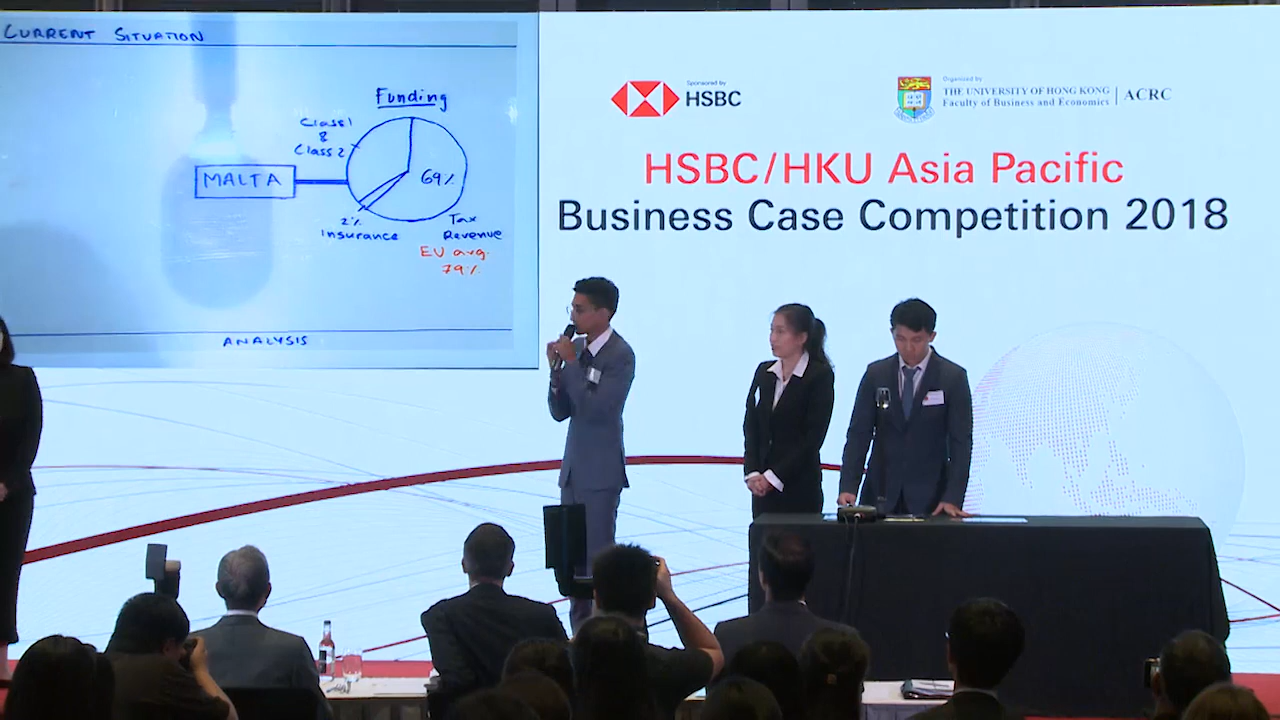 CURRENT SITUATION
Funding
Class 1
&
Class 2
MALTA
69%
2%
Insurance
Tax
Revenue
EU avg.
79%
ANALYSIS
Sponsored by
HSBC
Organised by
THE UNIVERSITY OF HONG KONG
Faculty of Business and Economics
ACRC
HSBC/HKU Asia Pacific
Business Case Competition 2018